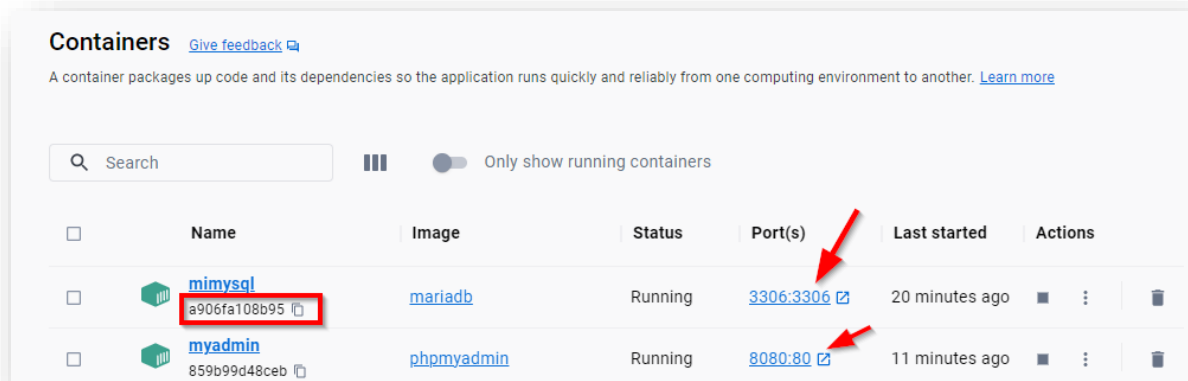 Containers Give feedback
A container packages up code and its dependencies so the application runs quickly and reliably from one computing environment to another. Learn more
Search Only show running containers
Name Image Status Port(s) Last started Actions
mimysql mariadb Running 3306:3306 20 minutes ago
a906fa108b95
myadmin phpmyadmin Running 8080:80 11 minutes ago
859b99d48ceb